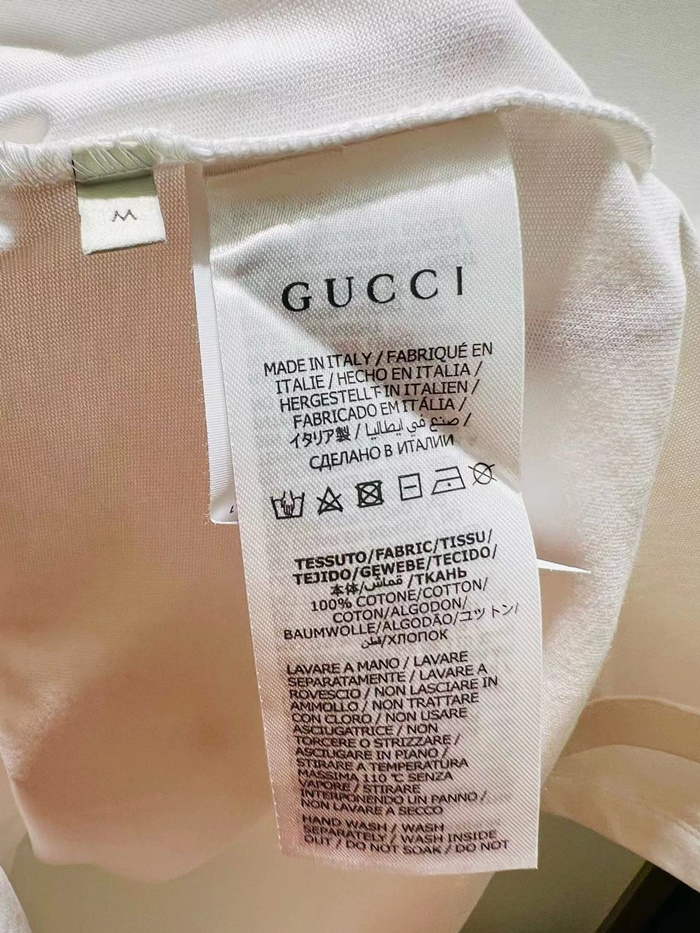 M
GUCCI
MADE IN ITALY / FABRIQUÉ EN
ITALIE / HECHO EN ITALIA /
HERGESTELLT IN ITALIEN /
FABRICADO EM ITÁLIA /
イタリア製 / صنع في ايطاليا /
СДЕЛАНО В ИТАЛИИ
TESSUTO/FABRIC/TISSU/
TEJIDO/GEWEBE/TECIDO/
本体/قماش/ТКАНЬ
100% COTONE/COTTON/
COTON/ALGODON/
BAUMWOLLE/ALGODÃO/コットン/
قطن/ХЛОПОК
LAVARE A MANO / LAVARE
SEPARATAMENTE / LAVARE A
ROVESCIO / NON LASCIARE IN
AMMOLLO / NON TRATTARE
CON CLORO / NON USARE
ASCIUGATRICE / NON
TORCERE O STRIZZARE /
ASCIUGARE IN PIANO /
STIRARE A TEMPERATURA
MASSIMA 110 ℃ SENZA
VAPORE / STIRARE
INTERPONENDO UN PANNO /
NON LAVARE A SECCO
HAND WASH / WASH
SEPARATELY / WASH INSIDE
OUT / DO NOT SOAK / DO NOT